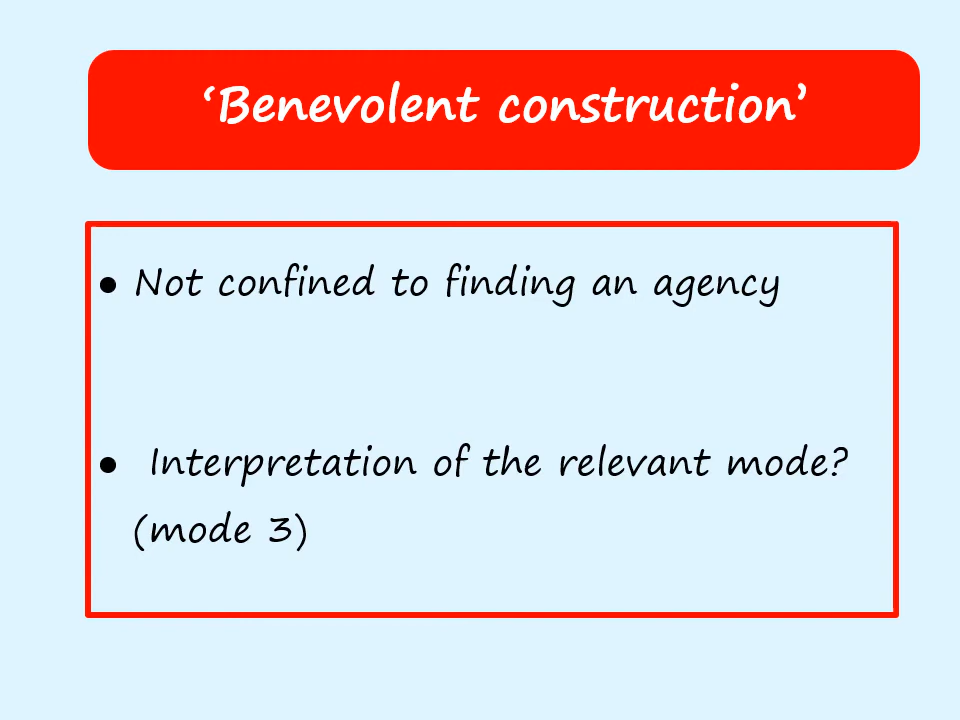 ‘Benevolent construction’
• Not confined to finding an agency
• Interpretation of the relevant mode?
(mode 3)